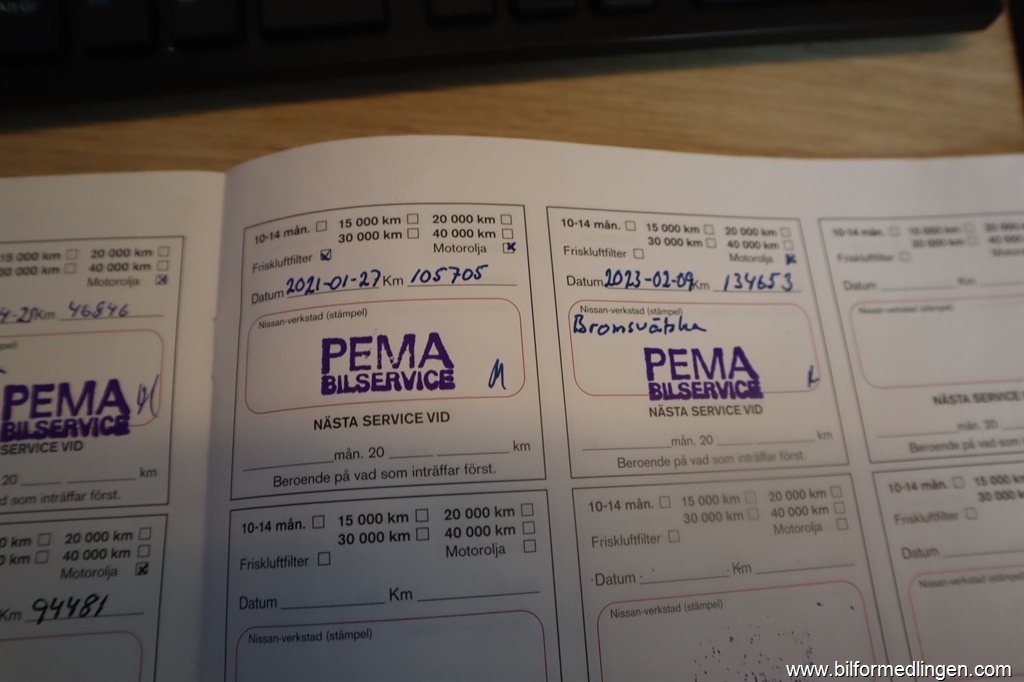 Alt Gr
15 000 km 20 000 km
30 000 km 40 000 km
Motorolja
Km 46846
PEMA
BILSERVICE
SERVICE VID
20 km
d som inträffar först.
20 000 km
40 000 km
Motorolja
Km 94481
10-14 mån. 15 000 km 20 000 km
30 000 km 40 000 km
Friskluftfilter Motorolja
Datum 2021-01-27 Km 105705
Nissan-verkstad (stämpel)
PEMA
BILSERVICE
NÄSTA SERVICE VID
mån. 20 km
Beroende på vad som inträffar först.
10-14 mån. 15 000 km 20 000 km
30 000 km 40 000 km
Friskluftfilter Motorolja
Datum Km
Nissan-verkstad (stämpel)
10-14 mån. 15 000 km 20 000 km
30 000 km 40 000 km
Friskluftfilter Motorolja
Datum 2023-02-09 Km 134653
Nissan-verkstad (stämpel)
Bromsvätska
PEMA
BILSERVICE
NÄSTA SERVICE VID
mån. 20 km
Beroende på vad som inträffar först.
10-14 mån. 15 000 km 20 000 km
30 000 km 40 000 km
Friskluftfilter Motorolja
Datum Km
Nissan-verkstad (stämpel)
10-14 mån. 15 000 km
20 000 km
Friskluftfilter
Datum Km
Nissan-verkstad (stämpel)
NÄSTA SERVICE
mån. 20
Beroende på vad som inträffar
10-14 mån. 15 000
30 000
Friskluftfilter
Datum
Nissan-verkstad (stämpel)
www.bilformedlingen.com